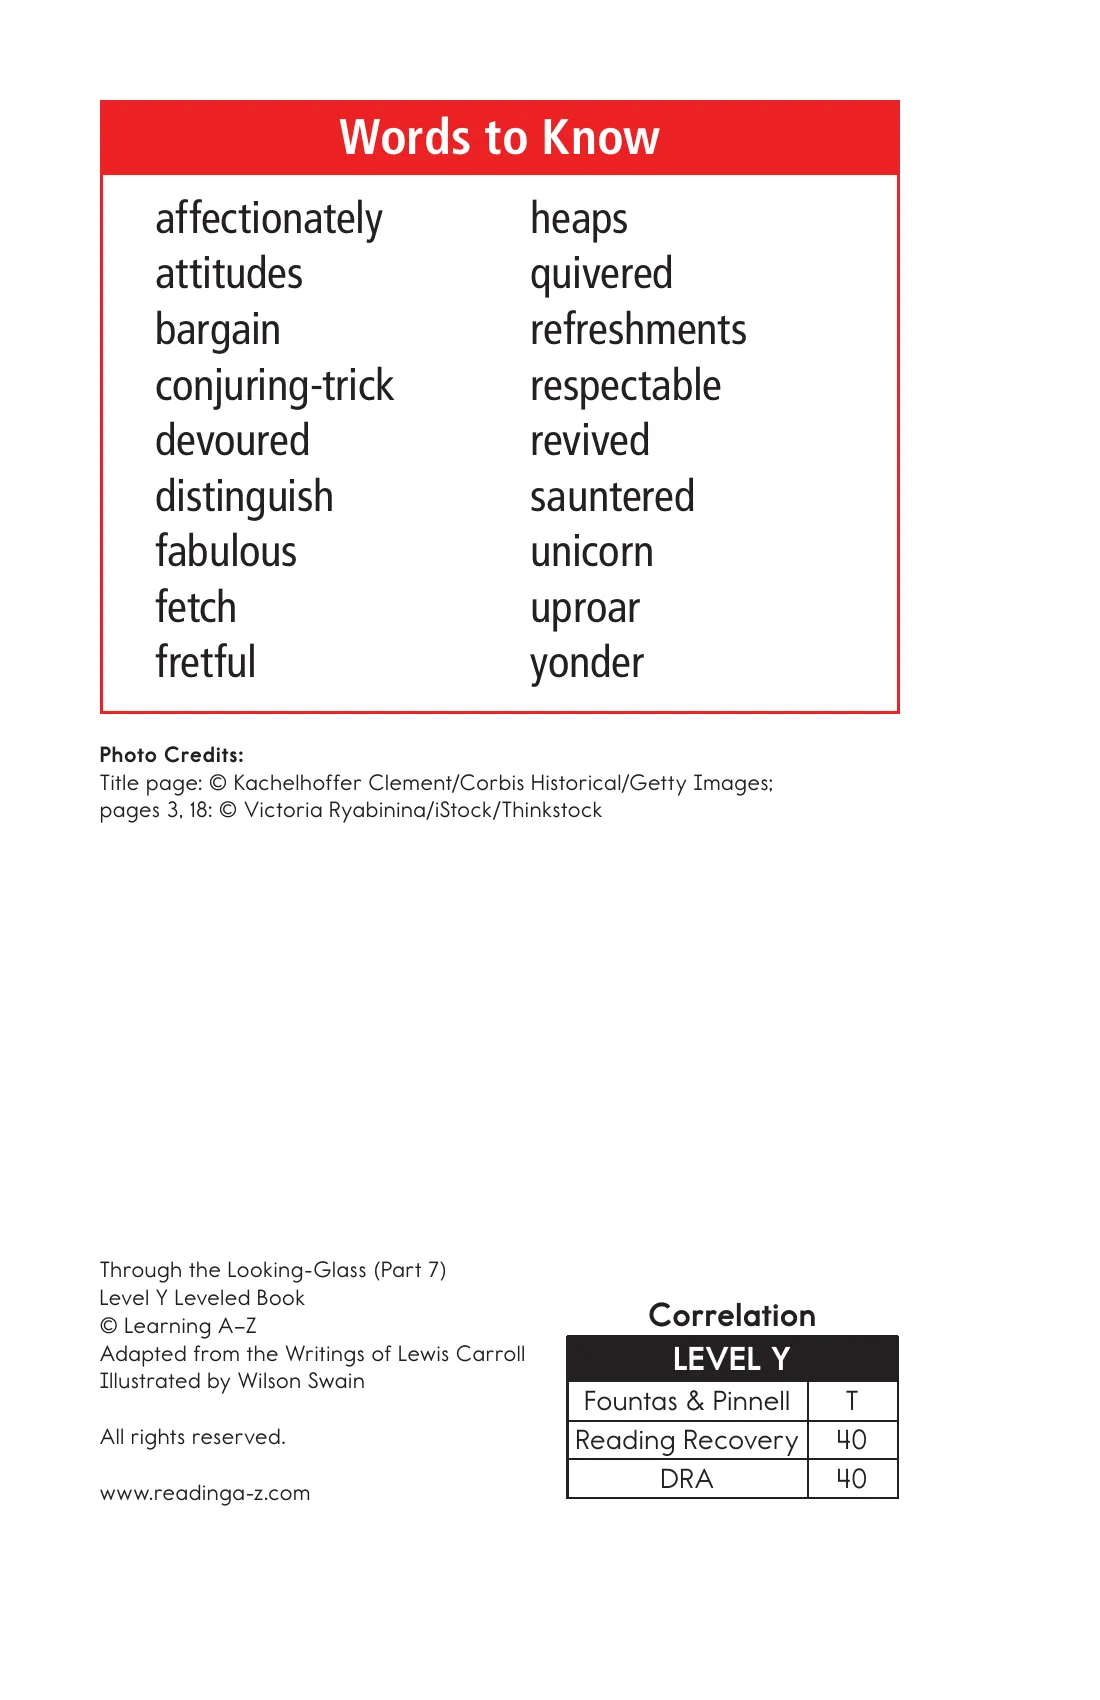 Words to Know
affectionately
attitudes
bargain
conjuring-trick
devoured
distinguish
fabulous
fetch
fretful
heaps
quivered
refreshments
respectable
revived
sauntered
unicorn
uproar
yonder
Photo Credits:
Title page: © Kachelhoffer Clement/Corbis Historical/Getty Images;
pages 3, 18: © Victoria Ryabinina/iStock/Thinkstock
Through the Looking-Glass (Part 7)
Level Y Leveled Book
© Learning A–Z
Adapted from the Writings of Lewis Carroll
Illustrated by Wilson Swain
All rights reserved.
www.readinga-z.com
Correlation
LEVEL Y
Fountas & Pinnell T
Reading Recovery 40
DRA 40